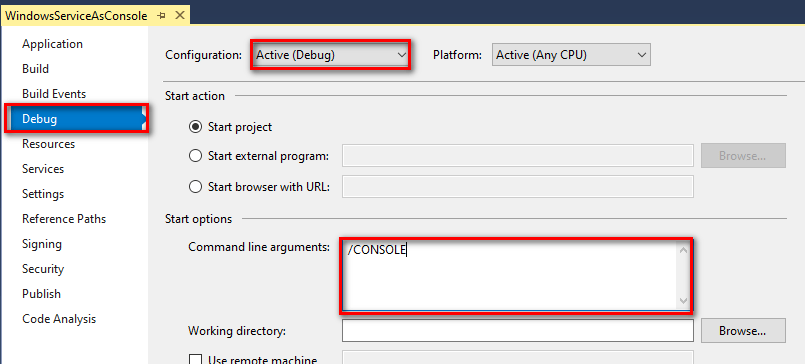 WindowsServiceAsConsole
Application
Configuration: Active (Debug) Platform: Active (Any CPU)
Build
Build Events
Start action
Debug
Start project
Resources
Start external program: Browse...
Services
Start browser with URL:
Settings
Reference Paths
Start options
Signing
Command line arguments: /CONSOLE
Security
Publish
Code Analysis
Working directory: Browse...
Use remote machine